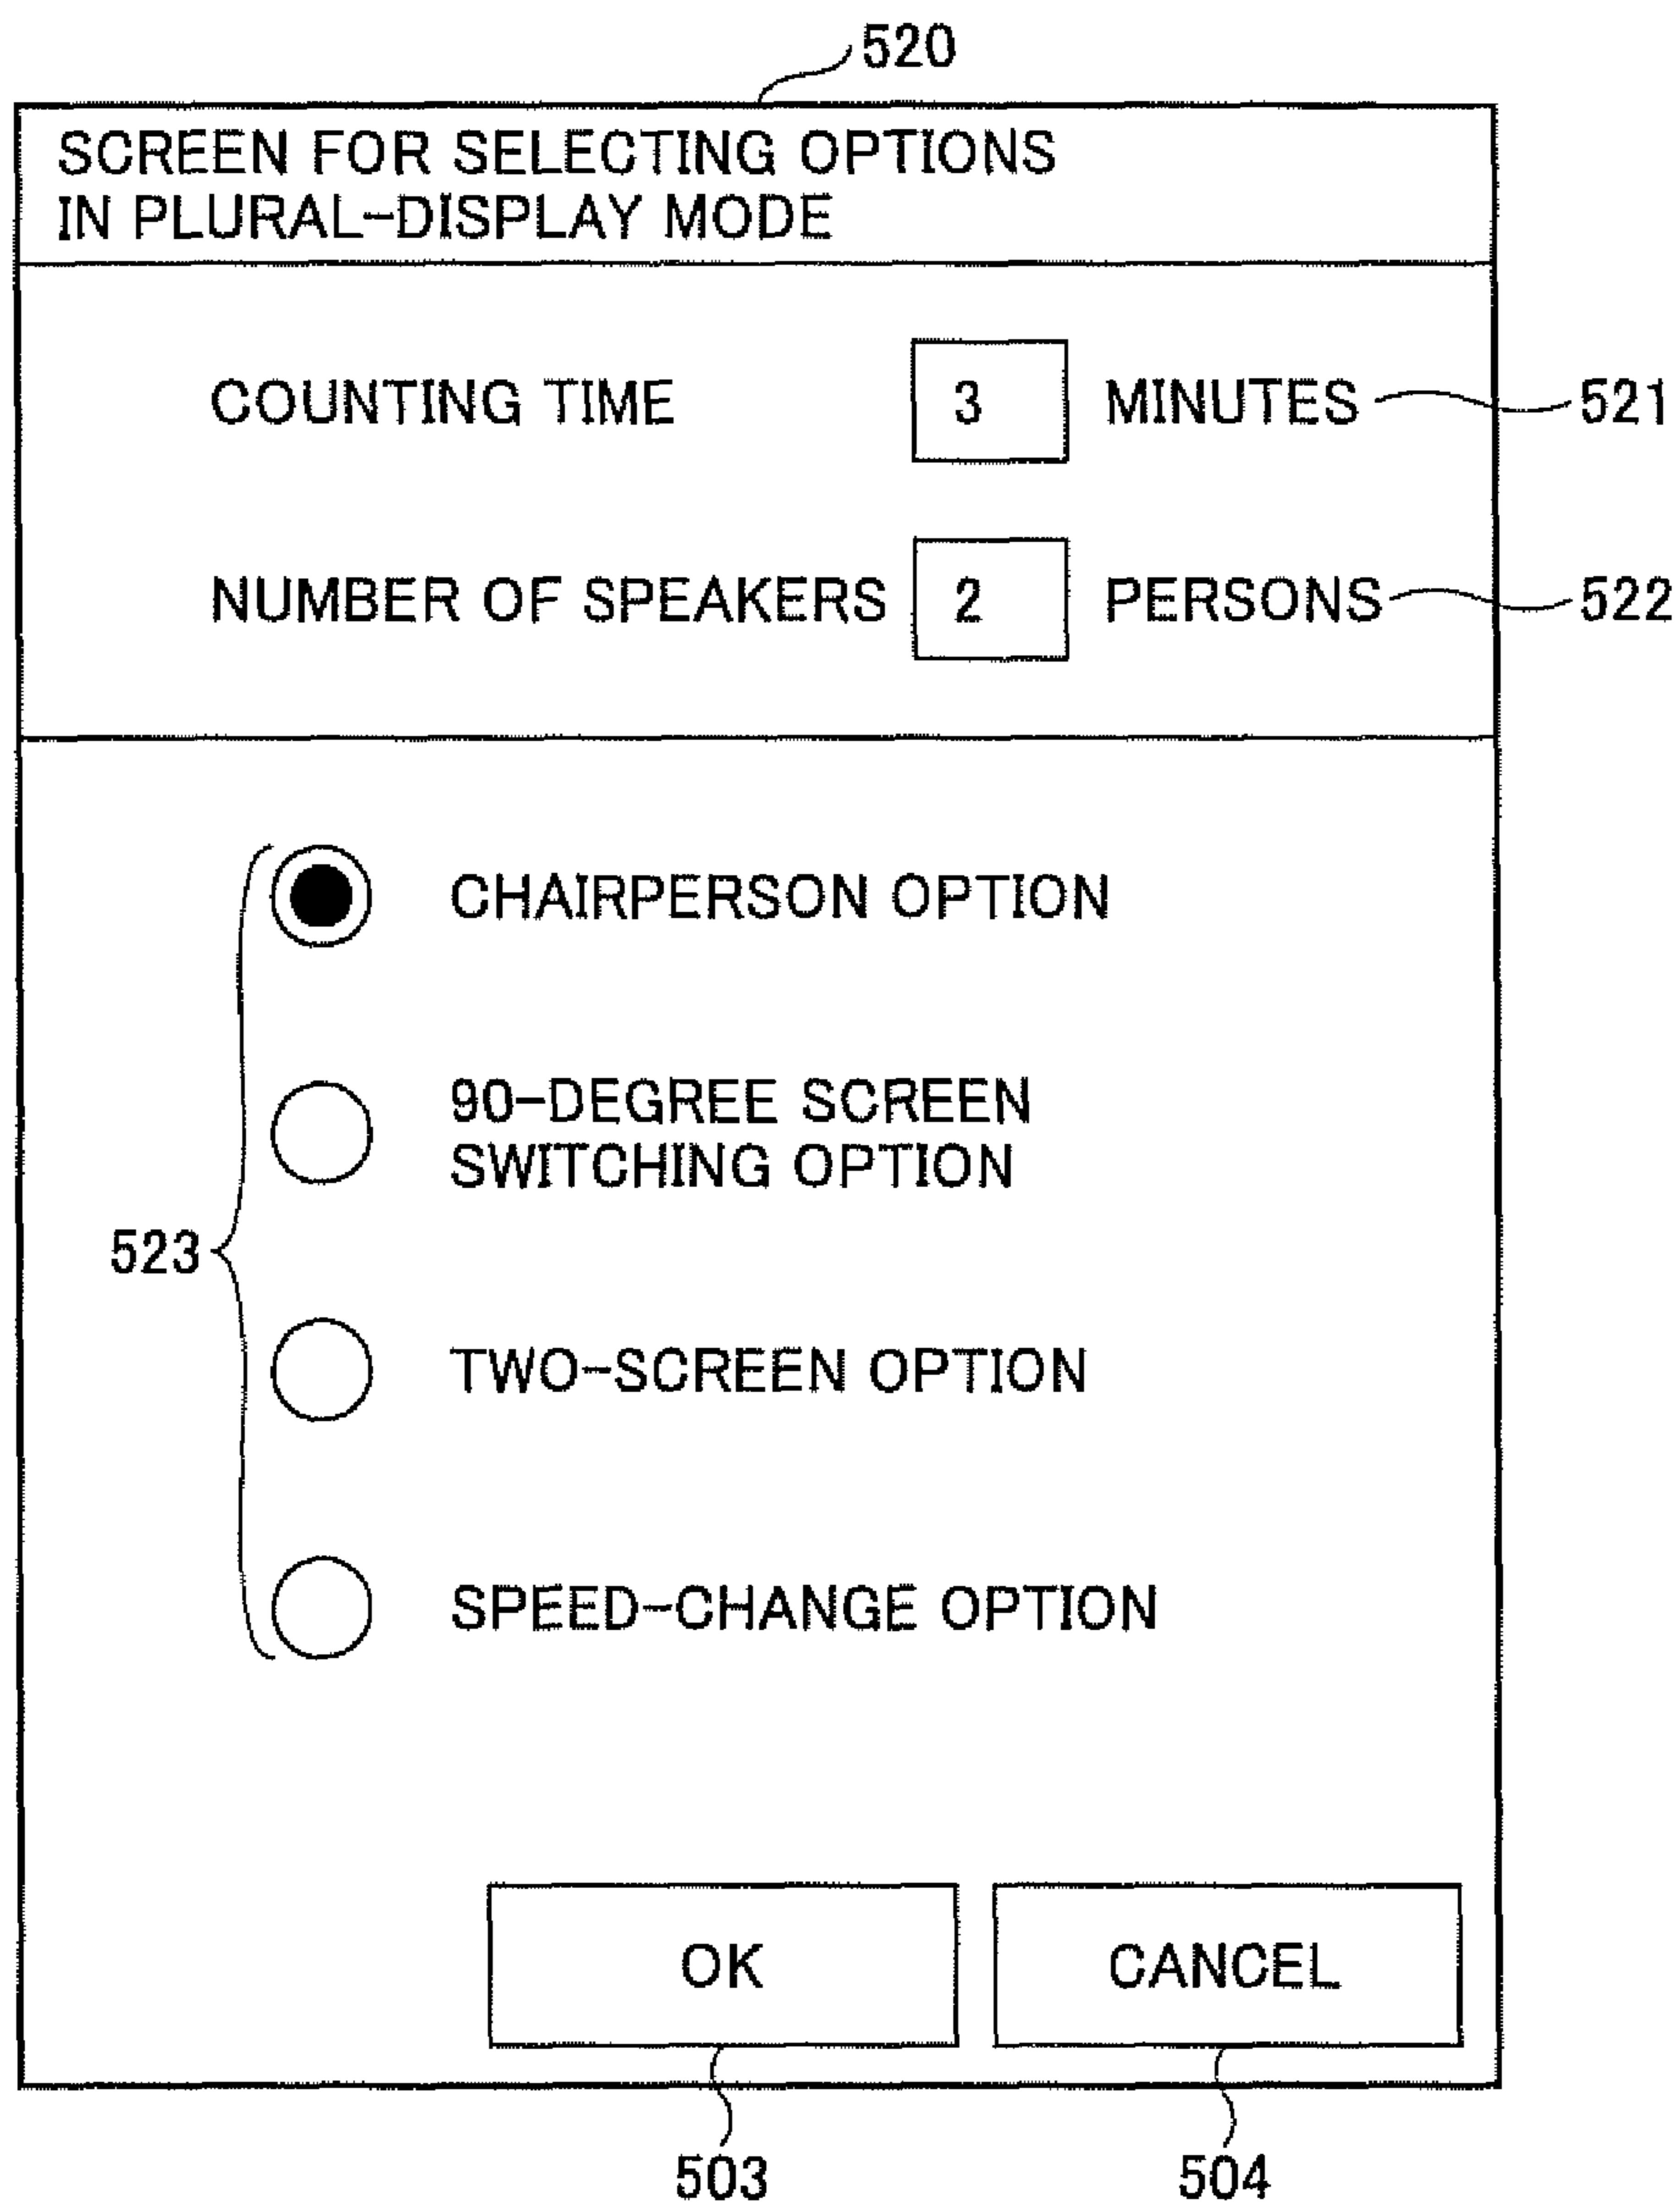 520
SCREEN FOR SELECTING OPTIONS
IN PLURAL-DISPLAY MODE
COUNTING TIME 3 MINUTES 521
NUMBER OF SPEAKERS 2 PERSONS 522
CHAIRPERSON OPTION
90-DEGREE SCREEN
SWITCHING OPTION
523
TWO-SCREEN OPTION
SPEED-CHANGE OPTION
OK CANCEL
503 504